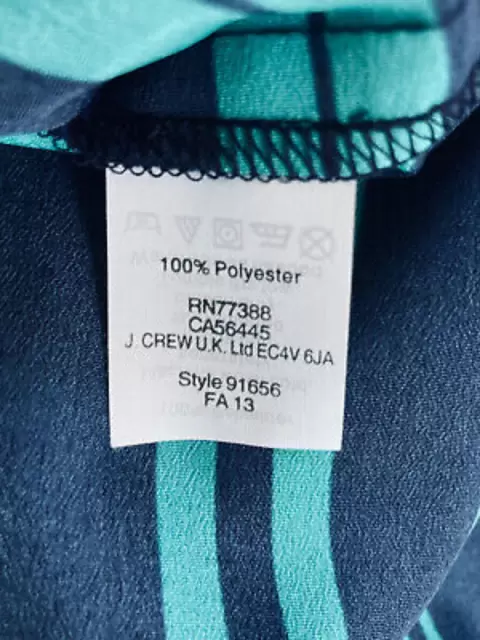 100% Polyester
RN77388
CA56445
J. CREW U.K. Ltd EC4V 6JA
Style 91656
FA 13